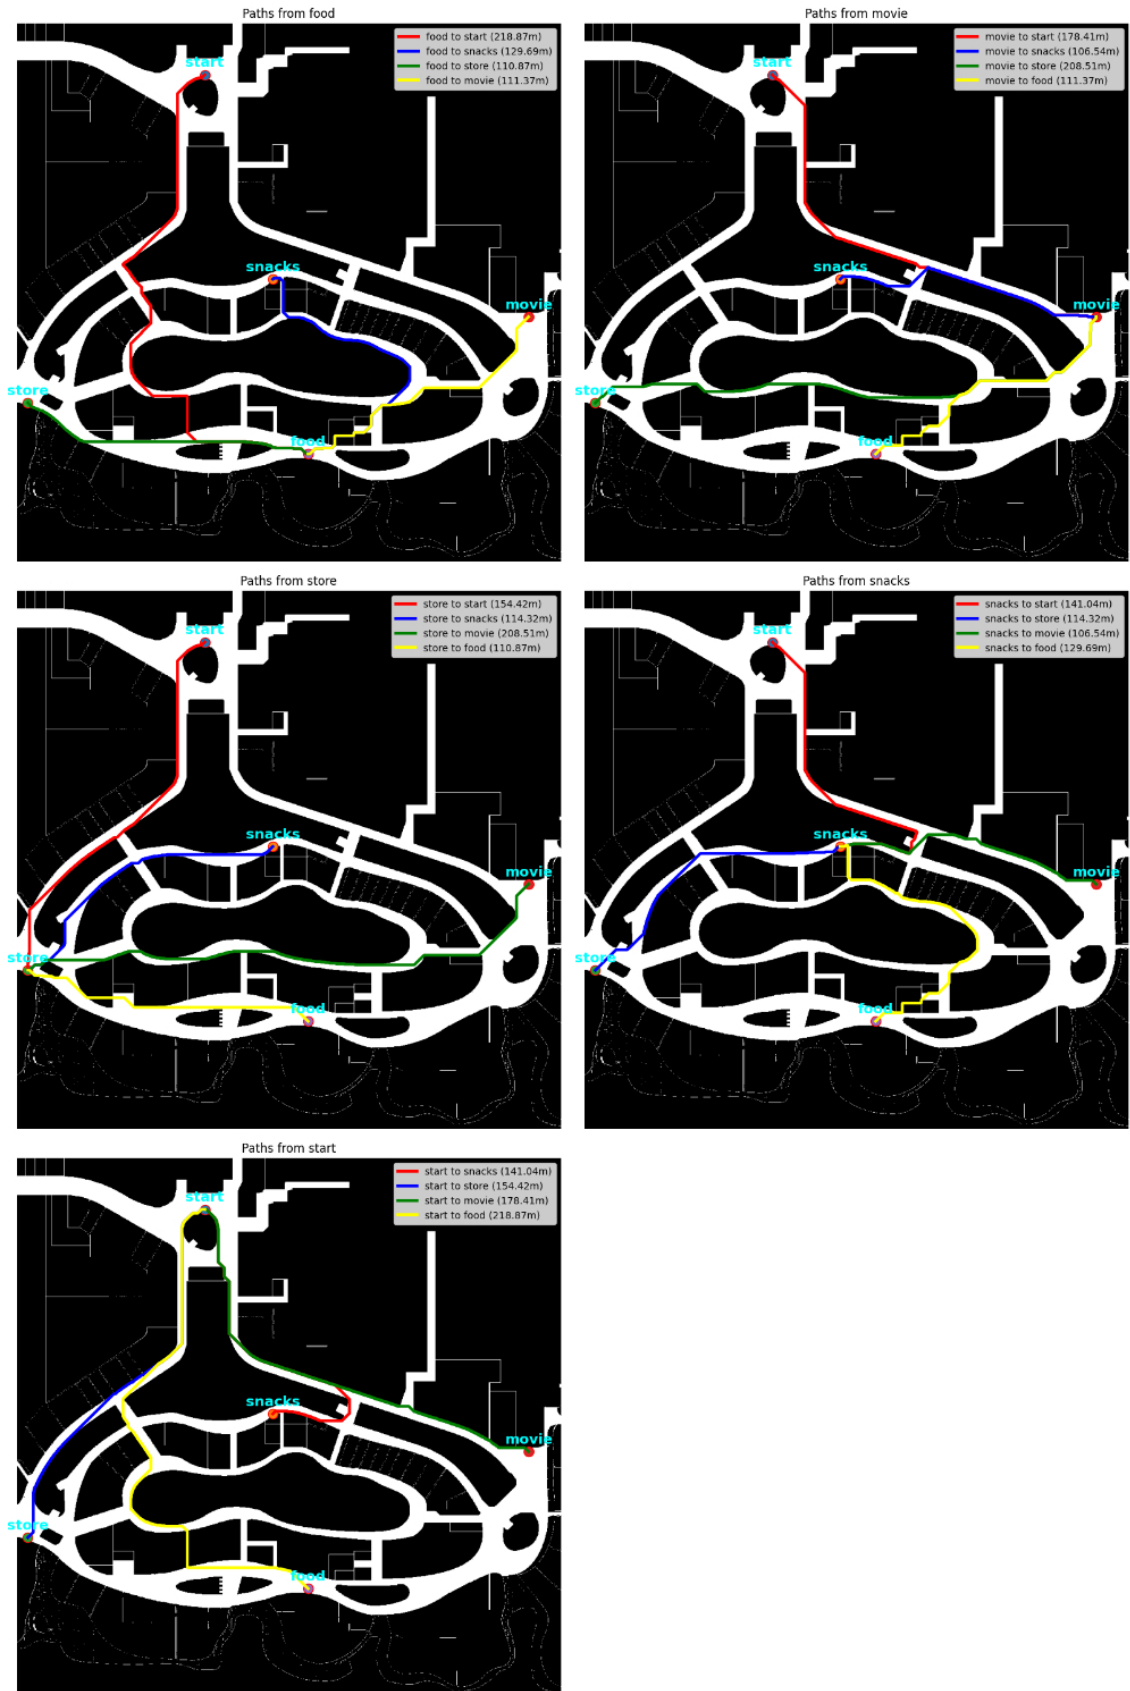 Paths from food
food to start (218.87m)
food to snacks (129.69m)
food to store (110.87m)
food to movie (111.37m)
start
snacks
movie
store
food
Paths from movie
movie to start (178.41m)
movie to snacks (106.54m)
movie to store (208.51m)
movie to food (111.37m)
start
snacks
movie
store
food
Paths from store
store to start (154.42m)
store to snacks (114.32m)
store to movie (208.51m)
store to food (110.87m)
start
snacks
movie
store
food
Paths from snacks
snacks to start (141.04m)
snacks to store (114.32m)
snacks to movie (106.54m)
snacks to food (129.69m)
start
snacks
movie
store
food
Paths from start
start to snacks (141.04m)
start to store (154.42m)
start to movie (178.41m)
start to food (218.87m)
start
snacks
movie
store
food